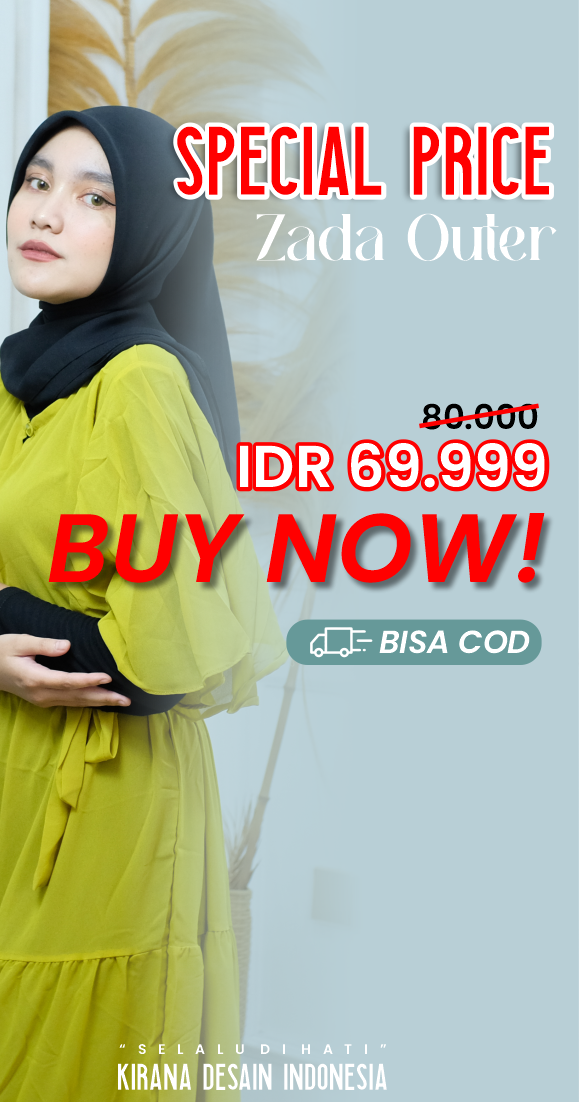 SPECIAL PRICE
Zada Outer
80.000
IDR 69.999
BUY NOW!
BISA COD
“SELALU DI HATI”
KIRANA DESAIN INDONESIA